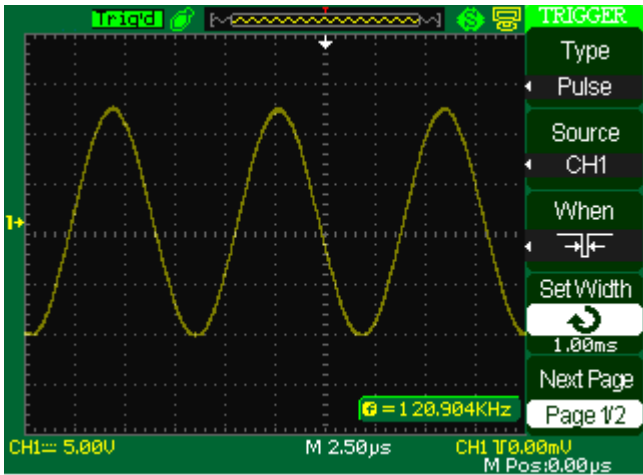 Trig'd
TRIGGER
Type
Pulse
Source
CH1
When
Set Width
1.00ms
Next Page
Page 1/2
1
f =120.904KHz
CH1 5.00V M 2.50µs CH1 0.00mV
M Pos:0.00µs